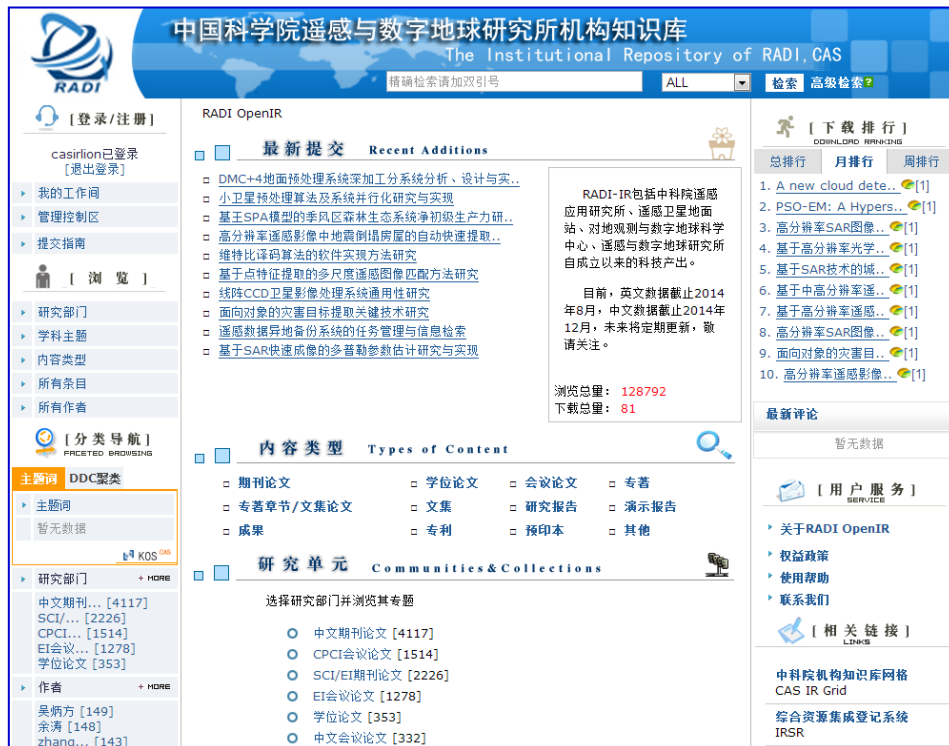 中国科学院遥感与数字地球研究所机构知识库
The Institutional Repository of RADI, CAS
RADI
精确检索请加双引号
ALL
检索 高级检索?
[登录/注册]
casirlion已登录
[退出登录]
我的工作间
管理控制区
提交指南
[ 浏 览 ]
研究部门
学科主题
内容类型
所有条目
所有作者
[分类导航]
FACETED BROWSING
主题词 DDC聚类
主题词
暂无数据
KOS CAS
研究部门 + MORE
中文期刊... [4117]
SCI/... [2226]
CPCI... [1514]
EI会议... [1278]
学位论文 [353]
作者 + MORE
吴炳方 [149]
余涛 [148]
zhang... [143]
RADI OpenIR
最新提交 Recent Additions
DMC+4地面预处理系统深加工分系统分析、设计与实..
小卫星预处理算法及系统并行化研究与实现
基于SPA模型的季风区森林生态系统净初级生产力研..
高分辨率遥感影像中地震倒塌房屋的自动快速提取..
维特比译码算法的软件实现方法研究
基于点特征提取的多尺度遥感图像匹配方法研究
线阵CCD卫星影像处理系统通用性研究
面向对象的灾害目标提取关键技术研究
遥感数据异地备份系统的任务管理与信息检索
基于SAR快速成像的多普勒参数估计研究与实现
RADI-IR包括中科院遥感
应用研究所、遥感卫星地面
站、对地观测与数字地球科学
中心、遥感与数字地球研究所
自成立以来的科技产出。
目前，英文数据截止2014
年8月，中文数据截止2014年
12月，未来将定期更新，敬
请关注。
浏览总量： 128792
下载总量： 81
内容类型 Types of Content
期刊论文 学位论文 会议论文 专著
专著章节/文集论文 文集 研究报告 演示报告
成果 专利 预印本 其他
研究单元 Communities&Collections
选择研究部门并浏览其专题
中文期刊论文 [4117]
CPCI会议论文 [1514]
SCI/EI期刊论文 [2226]
EI会议论文 [1278]
学位论文 [353]
中文会议论文 [332]
[下载排行]
DOWNLOAD RANKING
总排行 月排行 周排行
1. A new cloud dete.. [1]
2. PSO-EM: A Hypers.. [1]
3. 高分辨率SAR图像.. [1]
4. 基于高分辨率光学.. [1]
5. 基于SAR技术的城.. [1]
6. 基于中高分辨率遥.. [1]
7. 基于高分辨率遥感.. [1]
8. 高分辨率SAR图像.. [1]
9. 面向对象的灾害目.. [1]
10. 高分辨率遥感影像.. [1]
最新评论
暂无数据
[用户服务]
SERVICE
关于RADI OpenIR
权益政策
使用帮助
联系我们
[相关链接]
LINKS
中科院机构知识库网格
CAS IR Grid
综合资源集成登记系统
IRSR